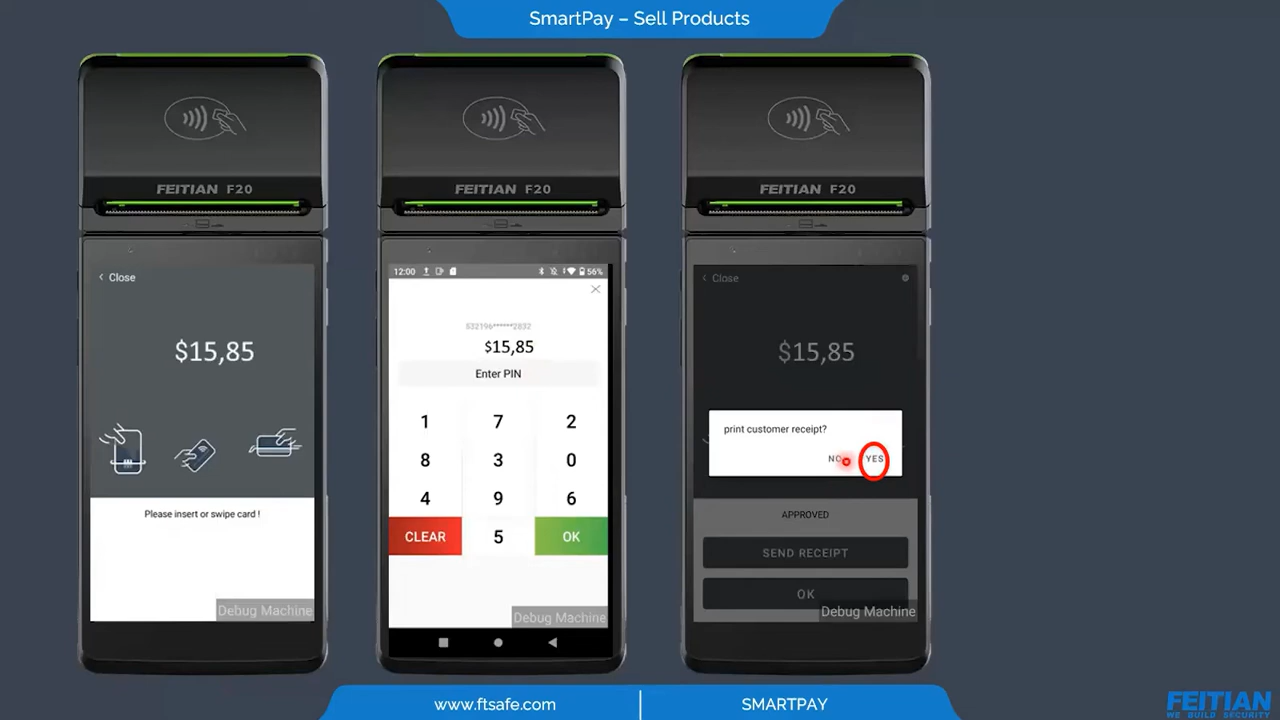 SmartPay – Sell Products
FEITIAN F20
Close
$15,85
Please insert or swipe card !
Debug Machine
FEITIAN F20
12:00
56%
532196******2832
$15,85
Enter PIN
1 7 2
8 3 0
4 9 6
CLEAR 5 OK
Debug Machine
FEITIAN F20
Close
$15,85
print customer receipt?
NO YES
APPROVED
SEND RECEIPT
OK
Debug Machine
www.ftsafe.com
SMARTPAY
FEITIAN
WE BUILD SECURITY